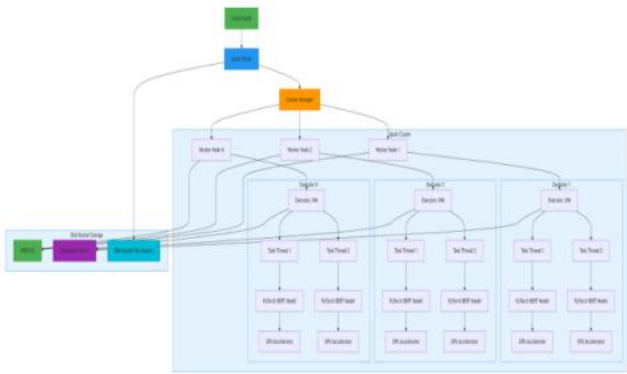 Client Node
Spark Driver
Cluster Manager
Spark Cluster
Worker Node N
Worker Node 2
Worker Node 1
Executor N
Executor 2
Executor 1
Executor JVM
Executor JVM
Executor JVM
Distributed Storage
Distributed File System
Task Thread 1
Task Thread 2
Task Thread 1
Task Thread 2
Task Thread 1
Task Thread 2
PyTorch BERT Model
PyTorch BERT Model
PyTorch BERT Model
PyTorch BERT Model
PyTorch BERT Model
PyTorch BERT Model
GPU Accelerator
GPU Accelerator
GPU Accelerator
GPU Accelerator
GPU Accelerator
GPU Accelerator